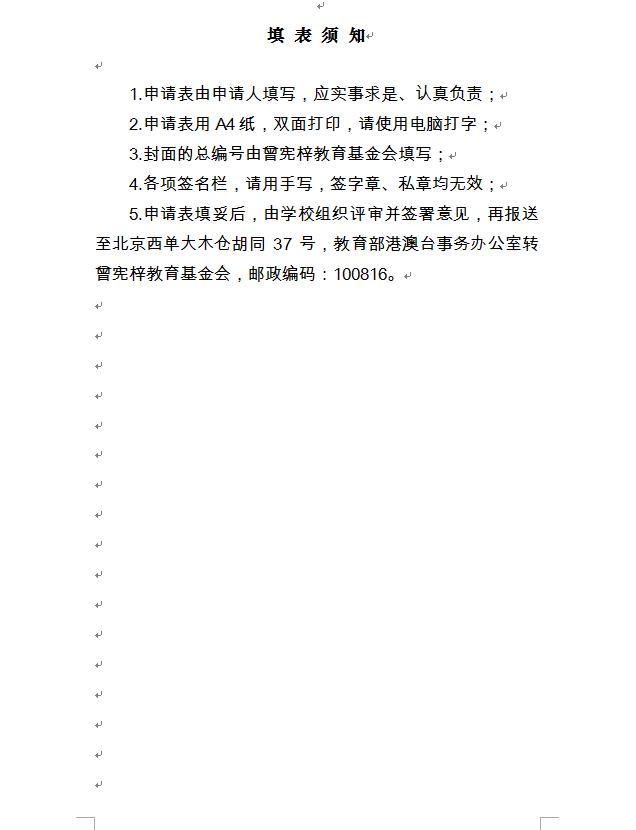 填 表 须 知
1.申请表由申请人填写，应实事求是、认真负责；
2.申请表用 A4 纸，双面打印，请使用电脑打字；
3.封面的总编号由曾宪梓教育基金会填写；
4.各项签名栏，请用手写，签字章、私章均无效；
5.申请表填妥后，由学校组织评审并签署意见，再报送
至北京西单大木仓胡同 37 号，教育部港澳台事务办公室转
曾宪梓教育基金会，邮政编码：100816。